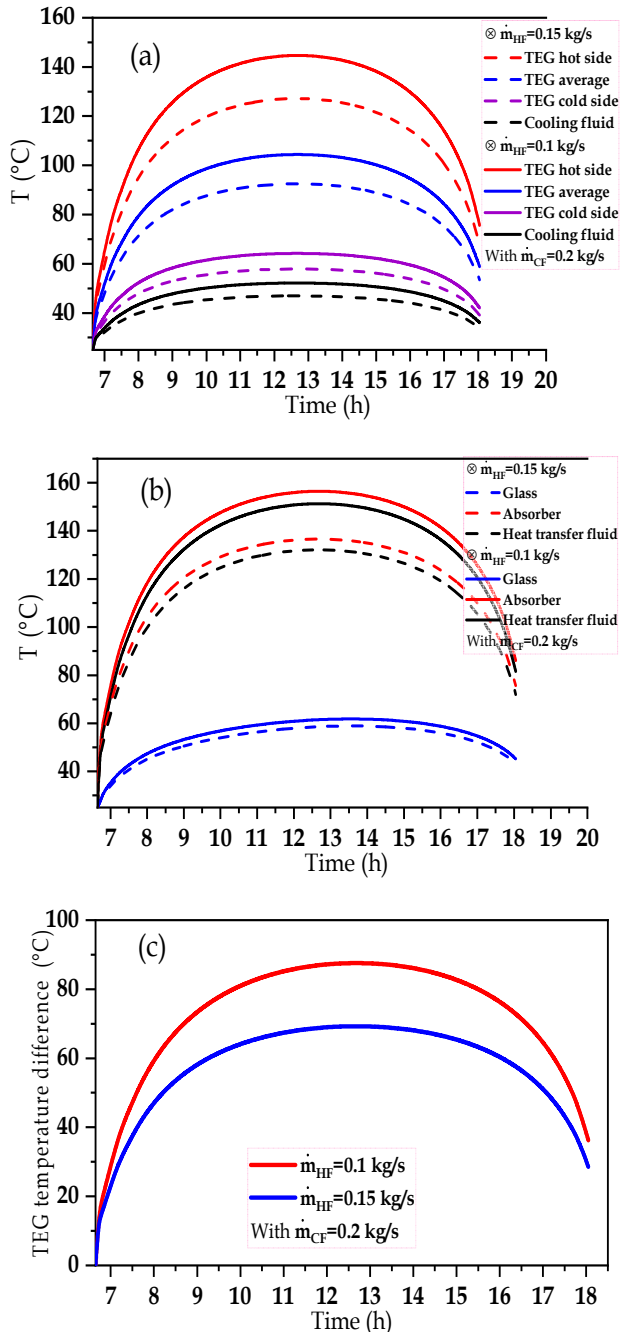 (a)
⊗ ṁHF=0.15 kg/s
TEG hot side
TEG average
TEG cold side
Cooling fluid
⊗ ṁHF=0.1 kg/s
TEG hot side
TEG average
TEG cold side
Cooling fluid
With ṁCF=0.2 kg/s
T (°C)
140
120
100
80
60
40
7 8 9 10 11 12 13 14 15 16 17 18 19 20
Time (h)
(b)
⊗ ṁHF=0.15 kg/s
Glass
Absorber
Heat transfer fluid
⊗ ṁHF=0.1 kg/s
Glass
Absorber
Heat transfer fluid
With ṁCF=0.2 kg/s
T (°C)
160
140
120
100
80
60
40
7 8 9 10 11 12 13 14 15 16 17 18 19 20
Time (h)
(c)
TEG temperature difference (°C)
100
80
60
40
20
0
ṁHF=0.1 kg/s
ṁHF=0.15 kg/s
With ṁCF=0.2 kg/s
7 8 9 10 11 12 13 14 15 16 17 18
Time (h)